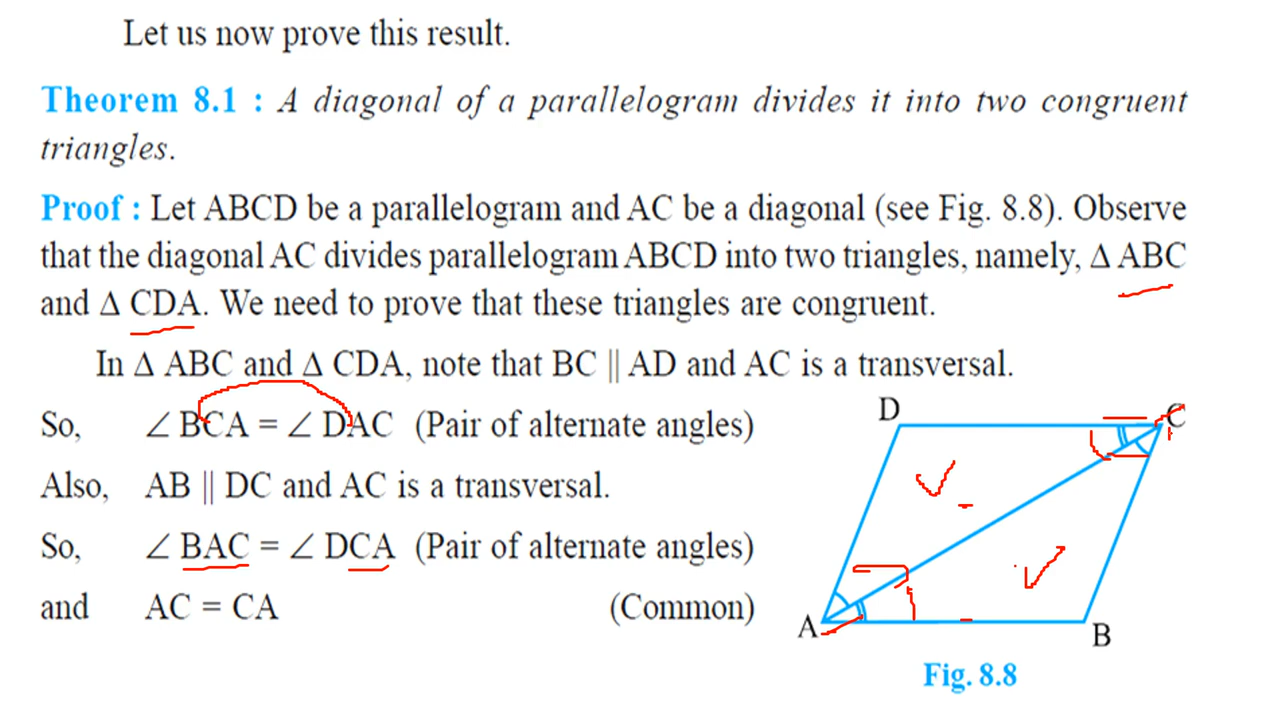 Let us now prove this result.
Theorem 8.1 : A diagonal of a parallelogram divides it into two congruent
triangles.
Proof : Let ABCD be a parallelogram and AC be a diagonal (see Fig. 8.8). Observe
that the diagonal AC divides parallelogram ABCD into two triangles, namely, Δ ABC
and Δ CDA. We need to prove that these triangles are congruent.
In Δ ABC and Δ CDA, note that BC || AD and AC is a transversal.
So, ∠ BCA = ∠ DAC (Pair of alternate angles)
Also, AB || DC and AC is a transversal.
So, ∠ BAC = ∠ DCA (Pair of alternate angles)
and AC = CA (Common)
D C
A B
Fig. 8.8